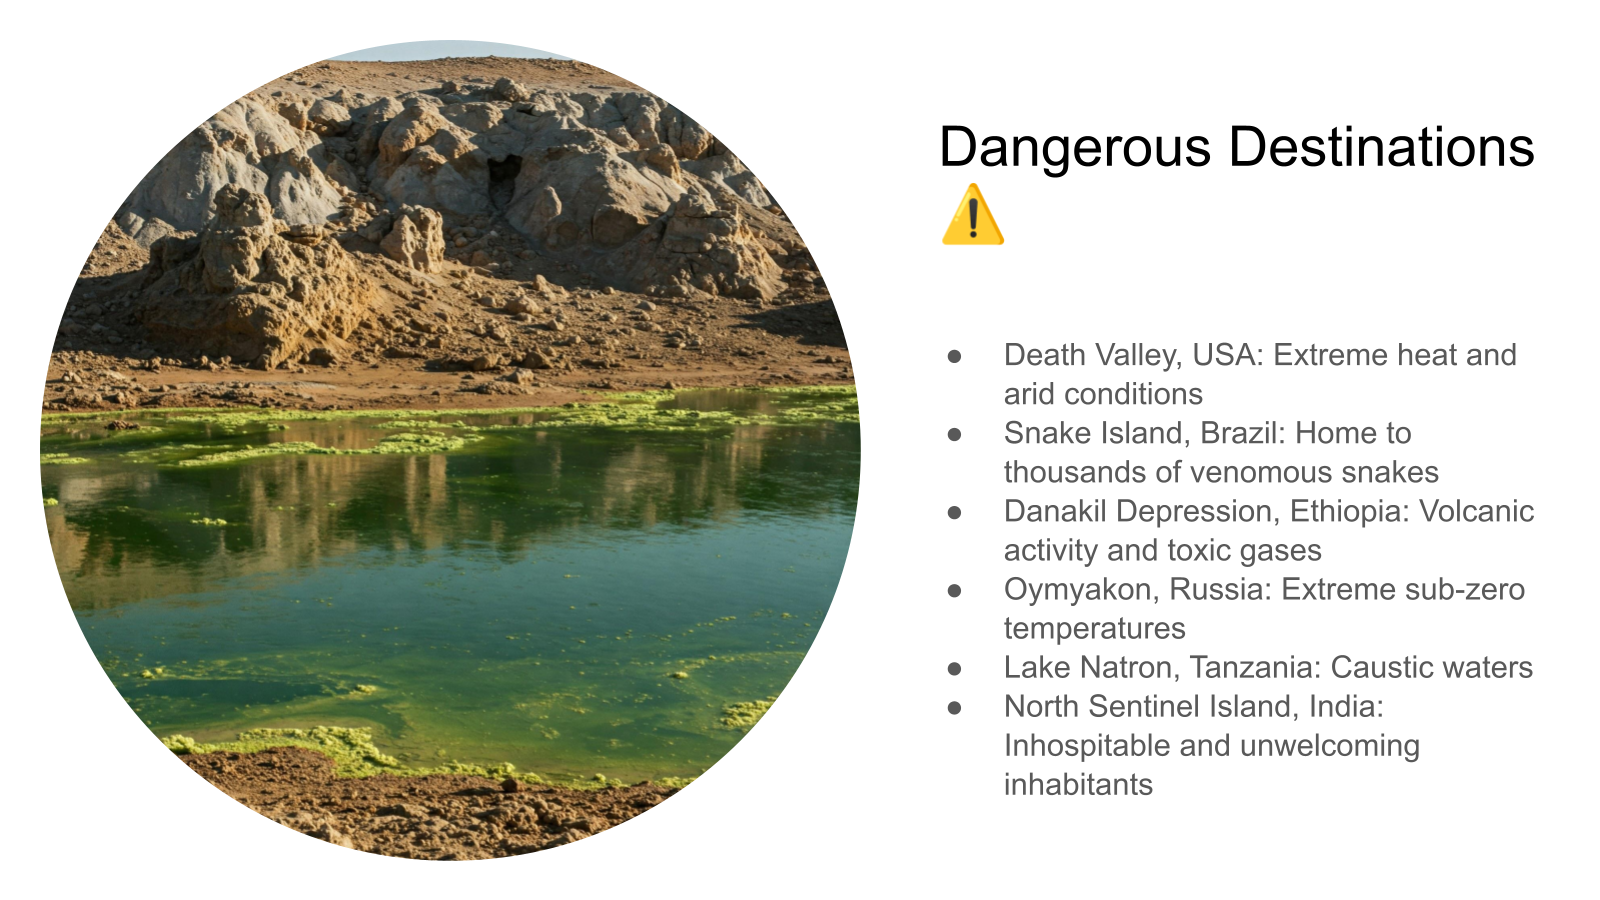 Dangerous Destinations
⚠️
● Death Valley, USA: Extreme heat and
arid conditions
● Snake Island, Brazil: Home to
thousands of venomous snakes
● Danakil Depression, Ethiopia: Volcanic
activity and toxic gases
● Oymyakon, Russia: Extreme sub-zero
temperatures
● Lake Natron, Tanzania: Caustic waters
● North Sentinel Island, India:
Inhospitable and unwelcoming
inhabitants